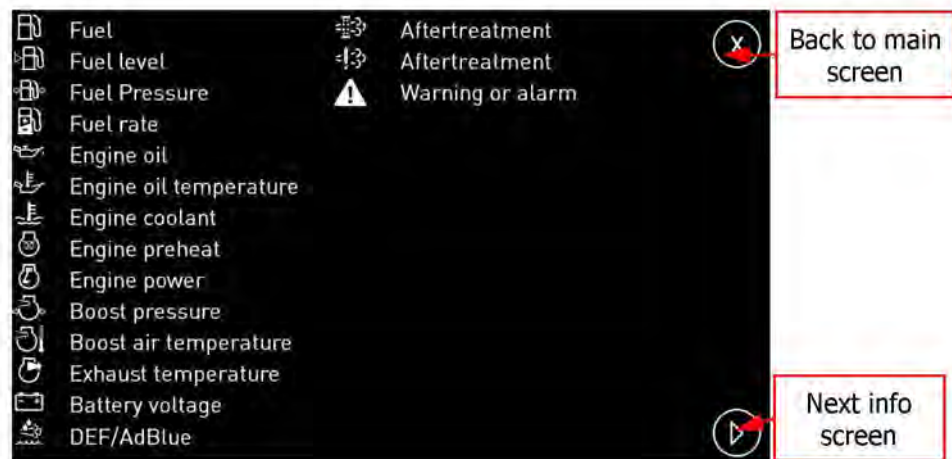 Fuel
Fuel level
Fuel Pressure
Fuel rate
Engine oil
Engine oil temperature
Engine coolant
Engine preheat
Engine power
Boost pressure
Boost air temperature
Exhaust temperature
Battery voltage
DEF/AdBlue
Aftertreatment
Aftertreatment
Warning or alarm
X
Back to main
screen
Next info
screen